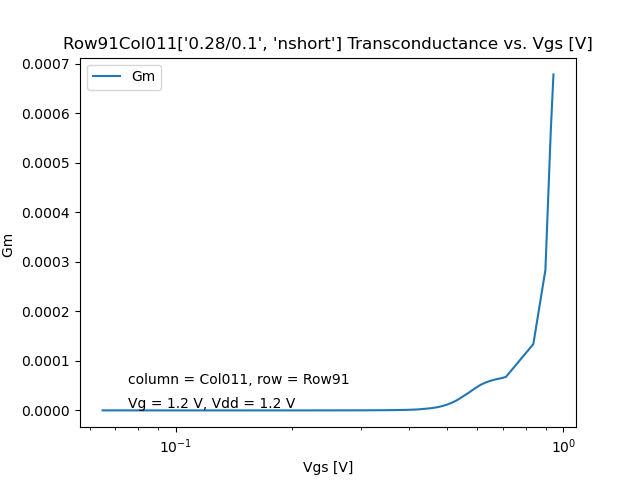 Row91Col011['0.28/0.1', 'nshort'] Transconductance vs. Vgs [V]
Gm
0.0007
0.0006
0.0005
0.0004
0.0003
0.0002
0.0001
0.0000
Gm
column = Col011, row = Row91
Vg = 1.2 V, Vdd = 1.2 V
10⁻¹
10⁰
Vgs [V]